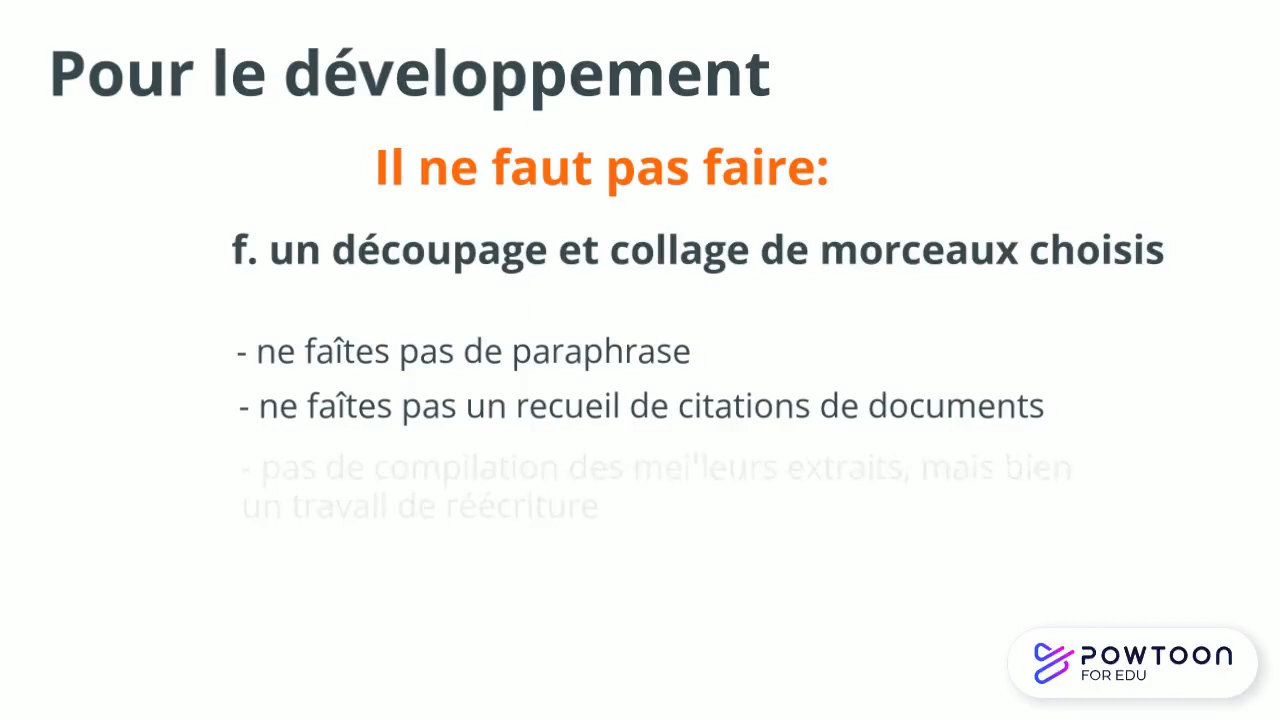 Pour le développement
Il ne faut pas faire:
f. un découpage et collage de morceaux choisis
- ne faîtes pas de paraphrase
- ne faîtes pas un recueil de citations de documents
- pas de compilation des meilleurs extraits, mais bien
un travail de réécriture
POWTOON
FOR EDU